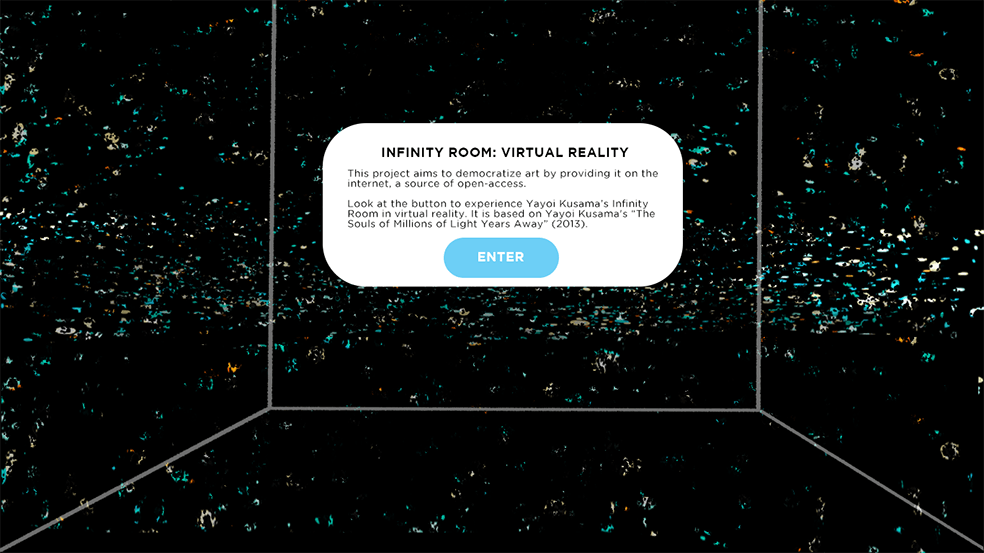 INFINITY ROOM: VIRTUAL REALITY
This project aims to democratize art by providing it on the
internet, a source of open-access.
Look at the button to experience Yayoi Kusama's Infinity
Room in virtual reality. It is based on Yayoi Kusama's "The
Souls of Millions of Light Years Away" (2013).
ENTER